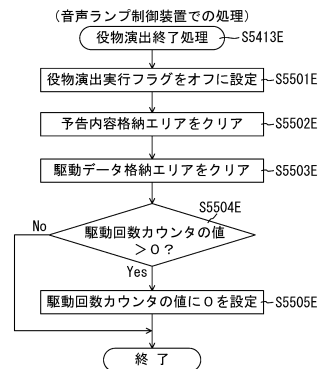 (音声ランプ制御装置での処理)
役物演出終了処理 S5413E
役物演出実行フラグをオフに設定 S5501E
予告内容格納エリアをクリア S5502E
駆動データ格納エリアをクリア S5503E
S5504E
No
駆動回数カウンタの値
>0?
Yes
駆動回数カウンタの値に0を設定 S5505E
終了